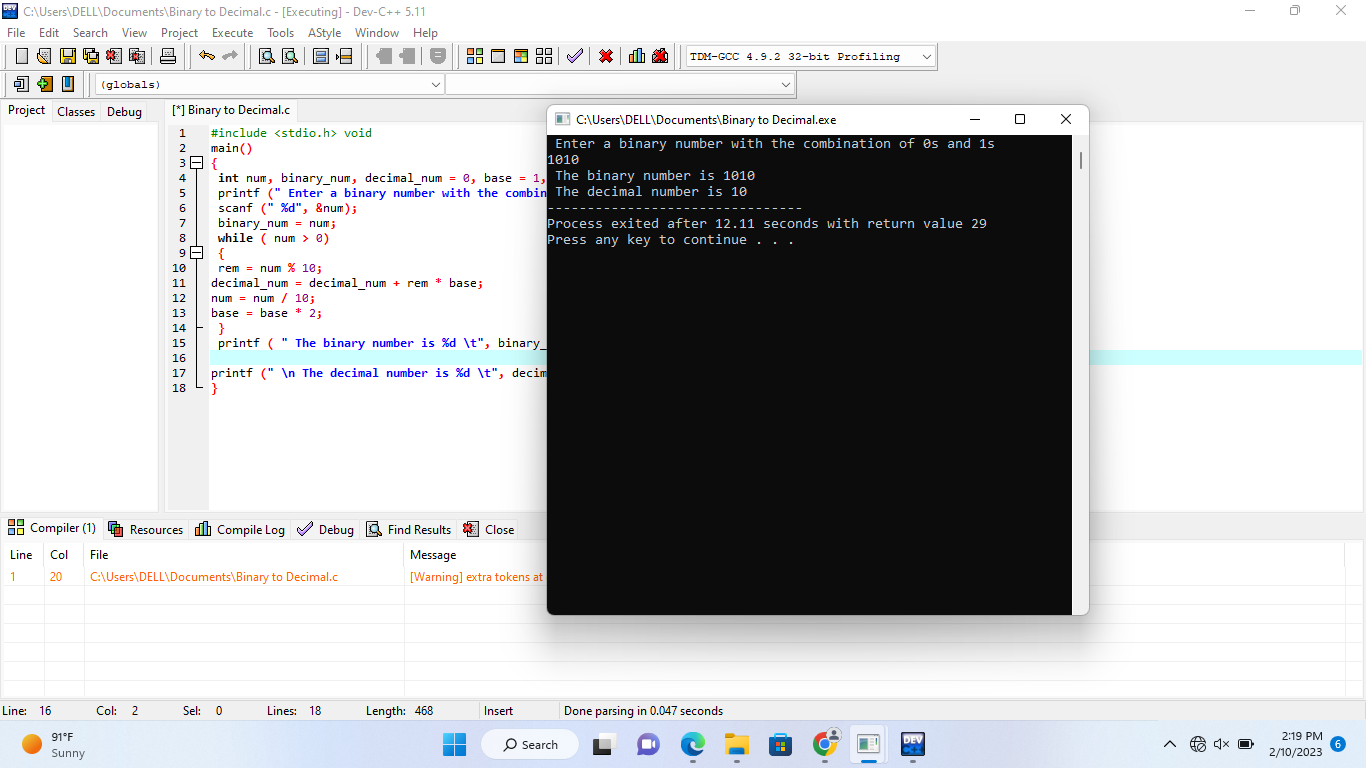 C:\Users\DELL\Documents\Binary to Decimal.c - [Executing] - Dev-C++ 5.11
File Edit Search View Project Execute Tools AStyle Window Help
TDM-GCC 4.9.2 32-bit Profiling
(globals)
Project Classes Debug
[*] Binary to Decimal.c
1 #include <stdio.h> void
2 main()
3 {
4 int num, binary_num, decimal_num = 0, base = 1,
5 printf (" Enter a binary number with the combin
6 scanf (" %d", &num);
7 binary_num = num;
8 while ( num > 0)
9 {
10 rem = num % 10;
11 decimal_num = decimal_num + rem * base;
12 num = num / 10;
13 base = base * 2;
14 }
15 printf ( " The binary number is %d \t", binary_
16
17 printf (" \n The decimal number is %d \t", decim
18 }
C:\Users\DELL\Documents\Binary to Decimal.exe
Enter a binary number with the combination of 0s and 1s
1010
The binary number is 1010
The decimal number is 10
--------------------------------
Process exited after 12.11 seconds with return value 29
Press any key to continue . . .
Compiler (1) Resources Compile Log Debug Find Results Close
Line Col File Message
1 20 C:\Users\DELL\Documents\Binary to Decimal.c [Warning] extra tokens at
Line: 16 Col: 2 Sel: 0 Lines: 18 Length: 468 Insert Done parsing in 0.047 seconds
91°F
Sunny
Search
DEV
2:19 PM
2/10/2023
6